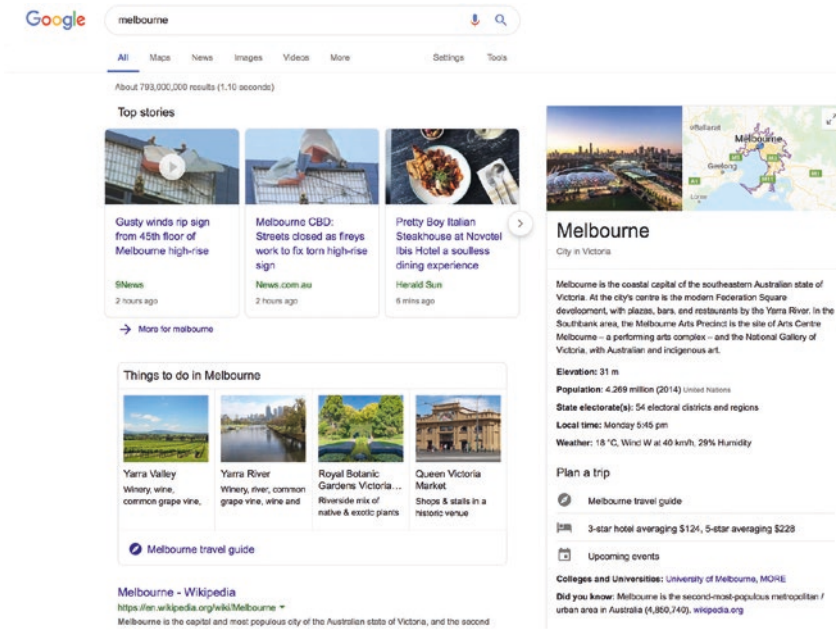 Google
melbourne
All Maps News Images Videos More Settings Tools
About 793,000,000 results (1.10 seconds)
Top stories
Gusty winds rip sign
from 45th floor of
Melbourne high-rise
9News
2 hours ago
Melbourne CBD:
Streets closed as fireys
work to fix torn high-rise
sign
News.com.au
2 hours ago
Pretty Boy Italian
Steakhouse at Novotel
Ibis Hotel a soulless
dining experience
Herald Sun
6 mins ago
More for melbourne
Things to do in Melbourne
Yarra Valley
Winery, wine,
common grape vine,
Yarra River
Winery, river, common
grape vine, wine and
Royal Botanic
Gardens Victoria...
Riverside mix of
native & exotic plants
Queen Victoria
Market
Shops & stalls in a
historic venue
Melbourne travel guide
Melbourne - Wikipedia
https://en.wikipedia.org/wiki/Melbourne
Melbourne is the capital and most populous city of the Australian state of Victoria, and the second
Ballarat
Melbourne
Geelong
Lorne
Melbourne
City in Victoria
Melbourne is the coastal capital of the southeastern Australian state of
Victoria. At the city's centre is the modern Federation Square
development, with plazas, bars, and restaurants by the Yarra River. In the
Southbank area, the Melbourne Arts Precinct is the site of Arts Centre
Melbourne – a performing arts complex – and the National Gallery of
Victoria, with Australian and indigenous art.
Elevation: 31 m
Population: 4.269 million (2014) United Nations
State electorate(s): 54 electoral districts and regions
Local time: Monday 5:45 pm
Weather: 18 °C, Wind W at 40 km/h, 29% Humidity
Plan a trip
Melbourne travel guide
3-star hotel averaging $124, 5-star averaging $228
Upcoming events
Colleges and Universities: University of Melbourne, MORE
Did you know: Melbourne is the second-most-populous metropolitan /
urban area in Australia (4,850,740). wikipedia.org